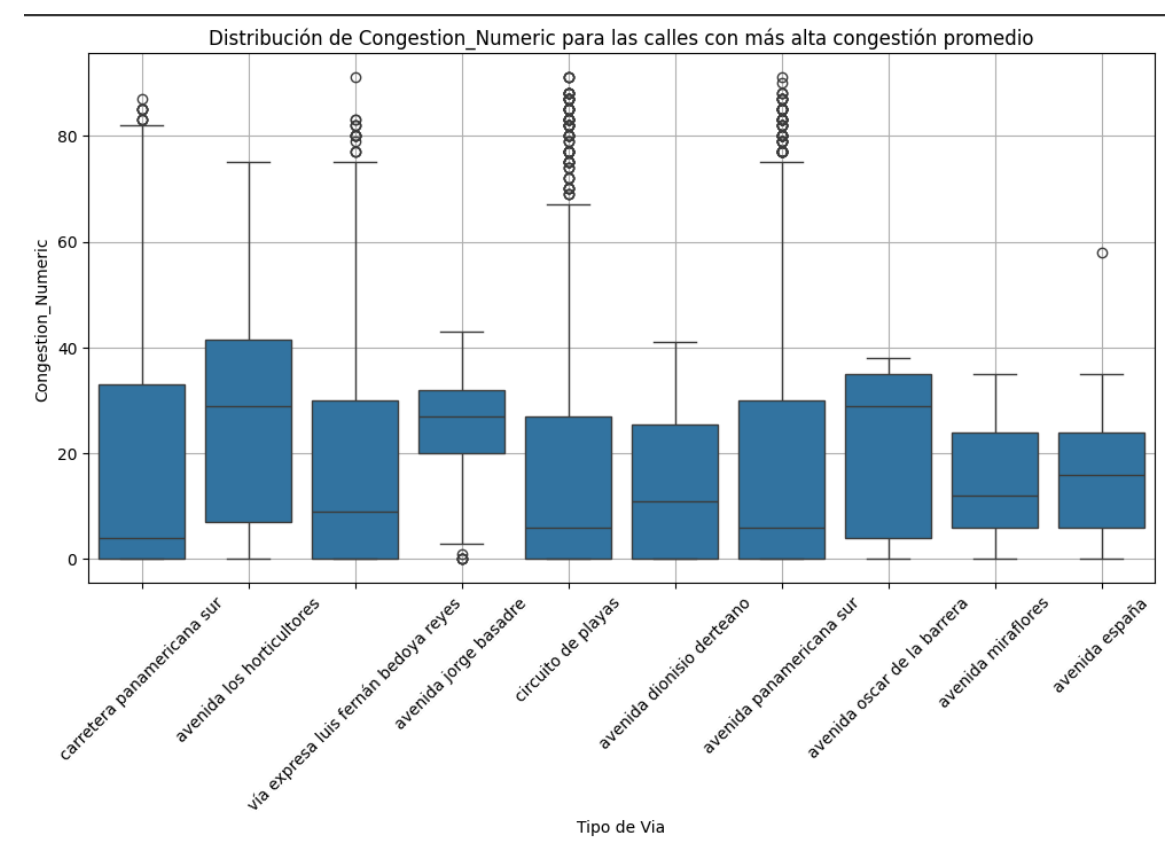 Distribución de Congestion_Numeric para las calles con más alta congestión promedio
Congestion_Numeric
80
60
40
20
0
carretera panamericana sur
avenida los horticultores
vía expresa luis fernán bedoya reyes
avenida jorge basadre
circuito de playas
avenida dionisio derteano
avenida panamericana sur
avenida oscar de la barrera
avenida miraflores
avenida españa
Tipo de Via